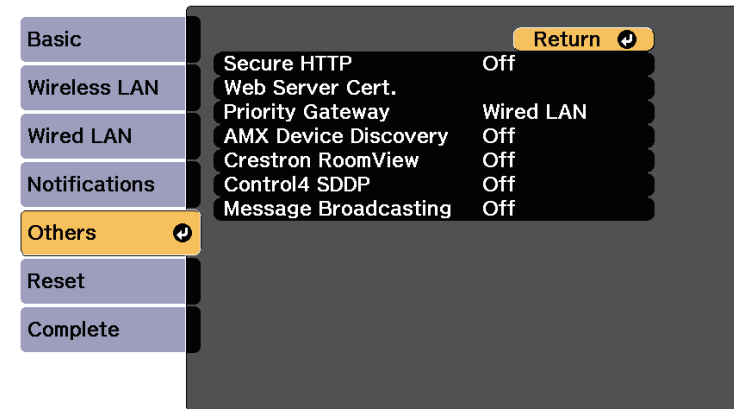 Basic
Wireless LAN
Wired LAN
Notifications
Others
Reset
Complete
Return
Secure HTTP Off
Web Server Cert.
Priority Gateway Wired LAN
AMX Device Discovery Off
Crestron RoomView Off
Control4 SDDP Off
Message Broadcasting Off